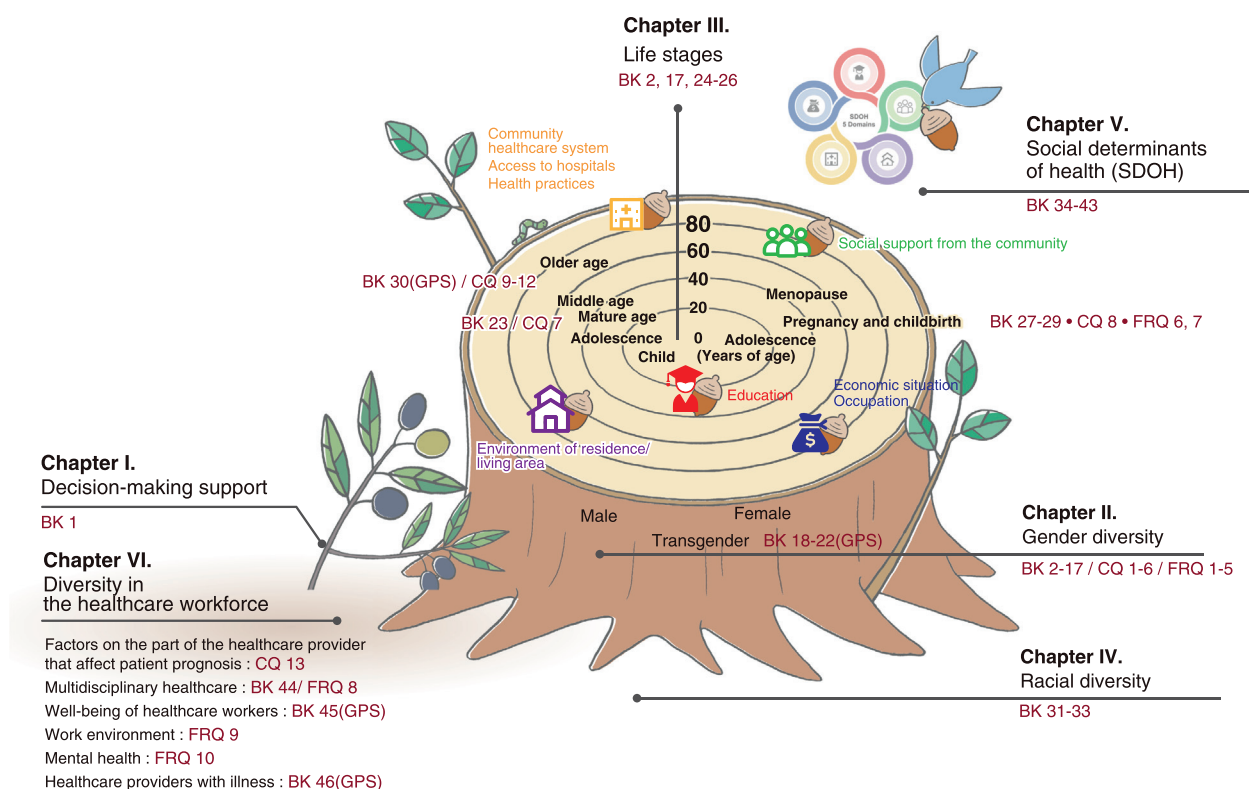 Chapter III.
Life stages
BK 2, 17, 24-26
SDOH
5 Domains
Chapter V.
Social determinants
of health (SDOH)
BK 34-43
Community
healthcare system
Access to hospitals
Health practices
Social support from the community
80
60
40
20
0
(Years of age)
Older age
BK 30(GPS) / CQ 9-12
Middle age
Mature age
BK 23 / CQ 7
Adolescence
Child
Menopause
Pregnancy and childbirth
BK 27-29 • CQ 8 • FRQ 6, 7
Adolescence
Education
Economic situation
Occupation
Environment of residence/
living area
Chapter I.
Decision-making support
BK 1
Male
Female
Transgender BK 18-22(GPS)
Chapter II.
Gender diversity
BK 2-17 / CQ 1-6 / FRQ 1-5
Chapter VI.
Diversity in
the healthcare workforce
Factors on the part of the healthcare provider
that affect patient prognosis : CQ 13
Multidisciplinary healthcare : BK 44/ FRQ 8
Well-being of healthcare workers : BK 45(GPS)
Work environment : FRQ 9
Mental health : FRQ 10
Healthcare providers with illness : BK 46(GPS)
Chapter IV.
Racial diversity
BK 31-33